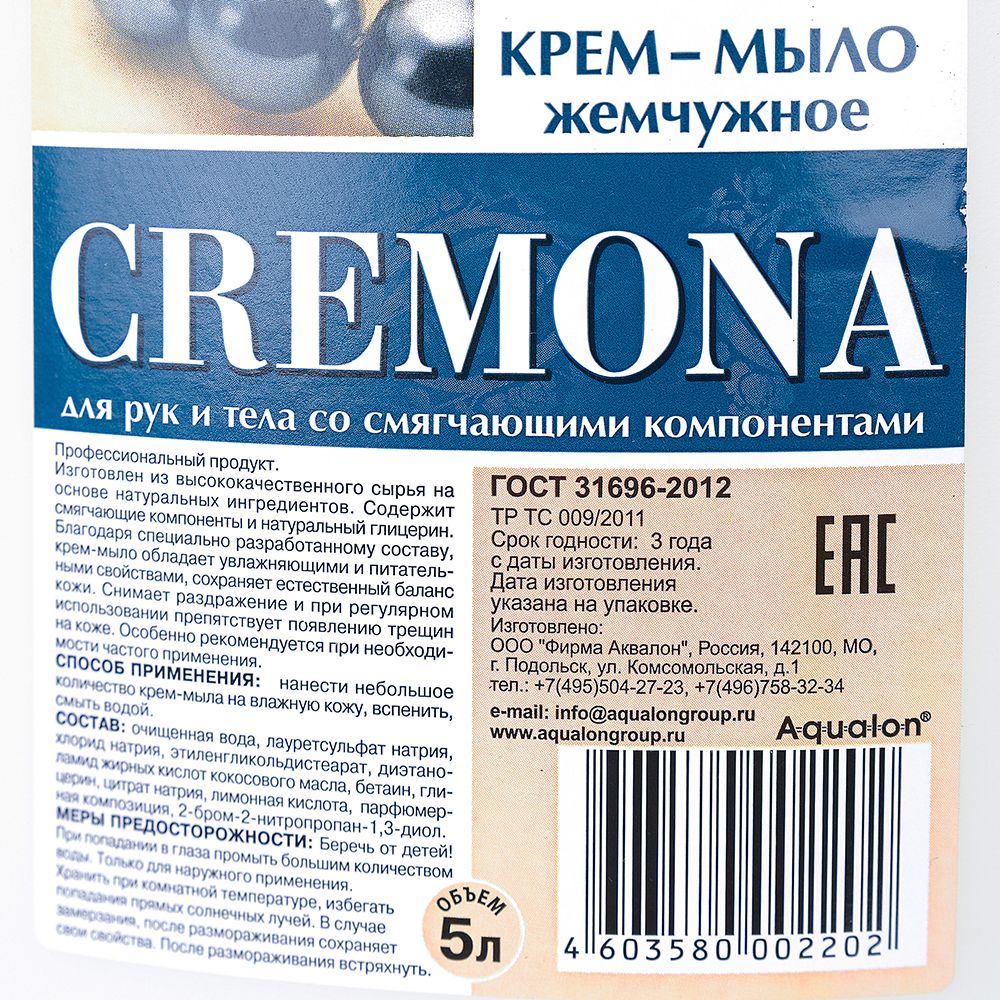 КРЕМ – МЫЛО
жемчужное
CREMONA
для рук и тела со смягчающими компонентами
Профессиональный продукт.
Изготовлен из высококачественного сырья на
основе натуральных ингредиентов. Содержит
смягчающие компоненты и натуральный глицерин.
Благодаря специально разработанному составу,
крем-мыло обладает увлажняющими и питатель-
ными свойствами, сохраняет естественный баланс
кожи. Снимает раздражение и при регулярном
использовании препятствует появлению трещин
на коже. Особенно рекомендуется при необходи-
мости частого применения.
СПОСОБ ПРИМЕНЕНИЯ: нанести небольшое
количество крем-мыла на влажную кожу, вспенить,
смыть водой.
СОСТАВ: очищенная вода, лауретсульфат натрия,
хлорид натрия, этиленгликольдистеарат, диэтано-
ламид жирных кислот кокосового масла, бетаин, гли-
церин, цитрат натрия, лимонная кислота, парфюмер-
ная композиция, 2-бром-2-нитропропан-1,3-диол.
МЕРЫ ПРЕДОСТОРОЖНОСТИ: Беречь от детей!
При попадании в глаза промыть большим количеством
воды. Только для наружного применения.
Хранить при комнатной температуре, избегать
попадания прямых солнечных лучей. В случае
замерзания, после размораживания сохраняет
свои свойства. После размораживания встряхнуть.
ОБЪЕМ
5л
ГОСТ 31696-2012
ТР ТС 009/2011
Срок годности: 3 года
с даты изготовления.
Дата изготовления
указана на упаковке.
Изготовлено:
ООО "Фирма Аквалон", Россия, 142100, МО,
г. Подольск, ул. Комсомольская, д.1
тел.: +7(495)504-27-23, +7(496)758-32-34
e-mail: info@aqualongroup.ru
www.aqualongroup.ru
EAC
Aqualon®
4 603580 002202